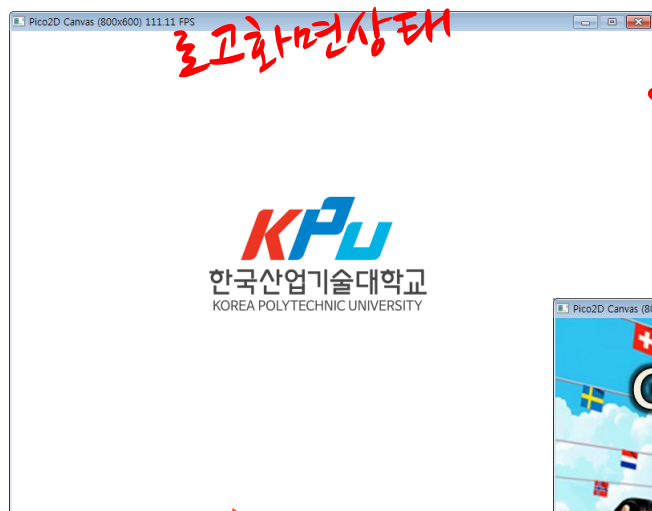 Pico2D Canvas (800x600) 111.11 FPS
로고화면상태
KPU
한국산업기술대학교
KOREA POLYTECHNIC UNIVERSITY
Pico2D Canvas (80